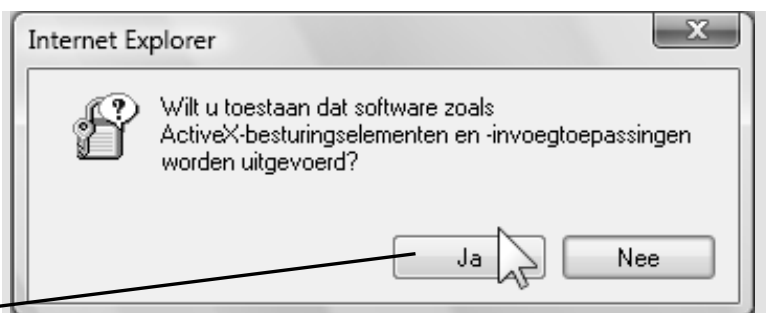 Internet Explorer
Wilt u toestaan dat software zoals
ActiveX-besturingselementen en -invoegtoepassingen
worden uitgevoerd?
Ja
Nee